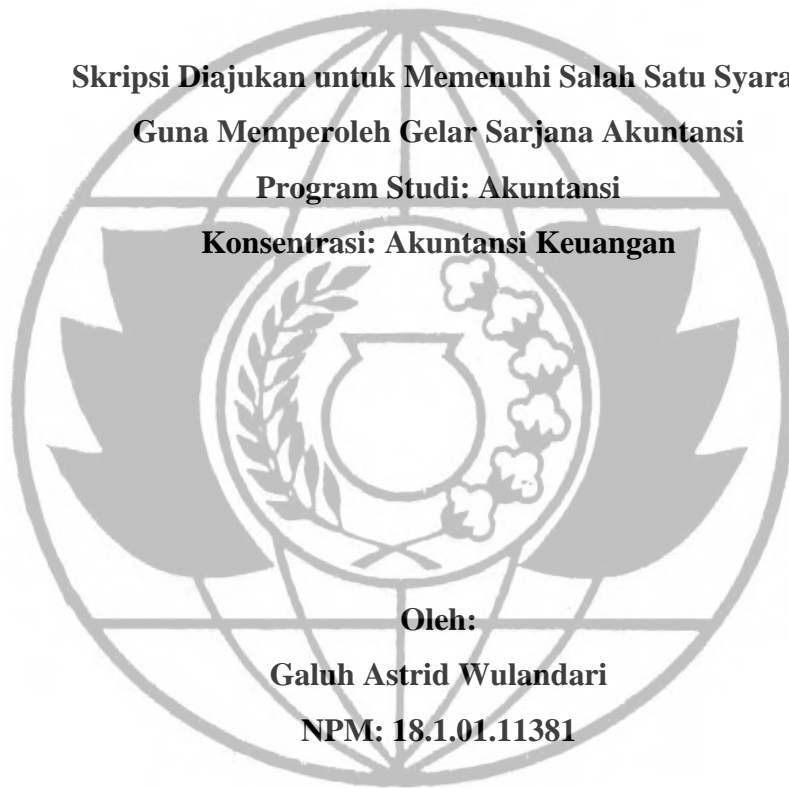 Skripsi Diajukan untuk Memenuhi Salah Satu Syara
Guna Memperoleh Gelar Sarjana Akuntansi
Program Studi: Akuntansi
Konsentrasi: Akuntansi Keuangan
Oleh:
Galuh Astrid Wulandari
NPM: 18.1.01.11381